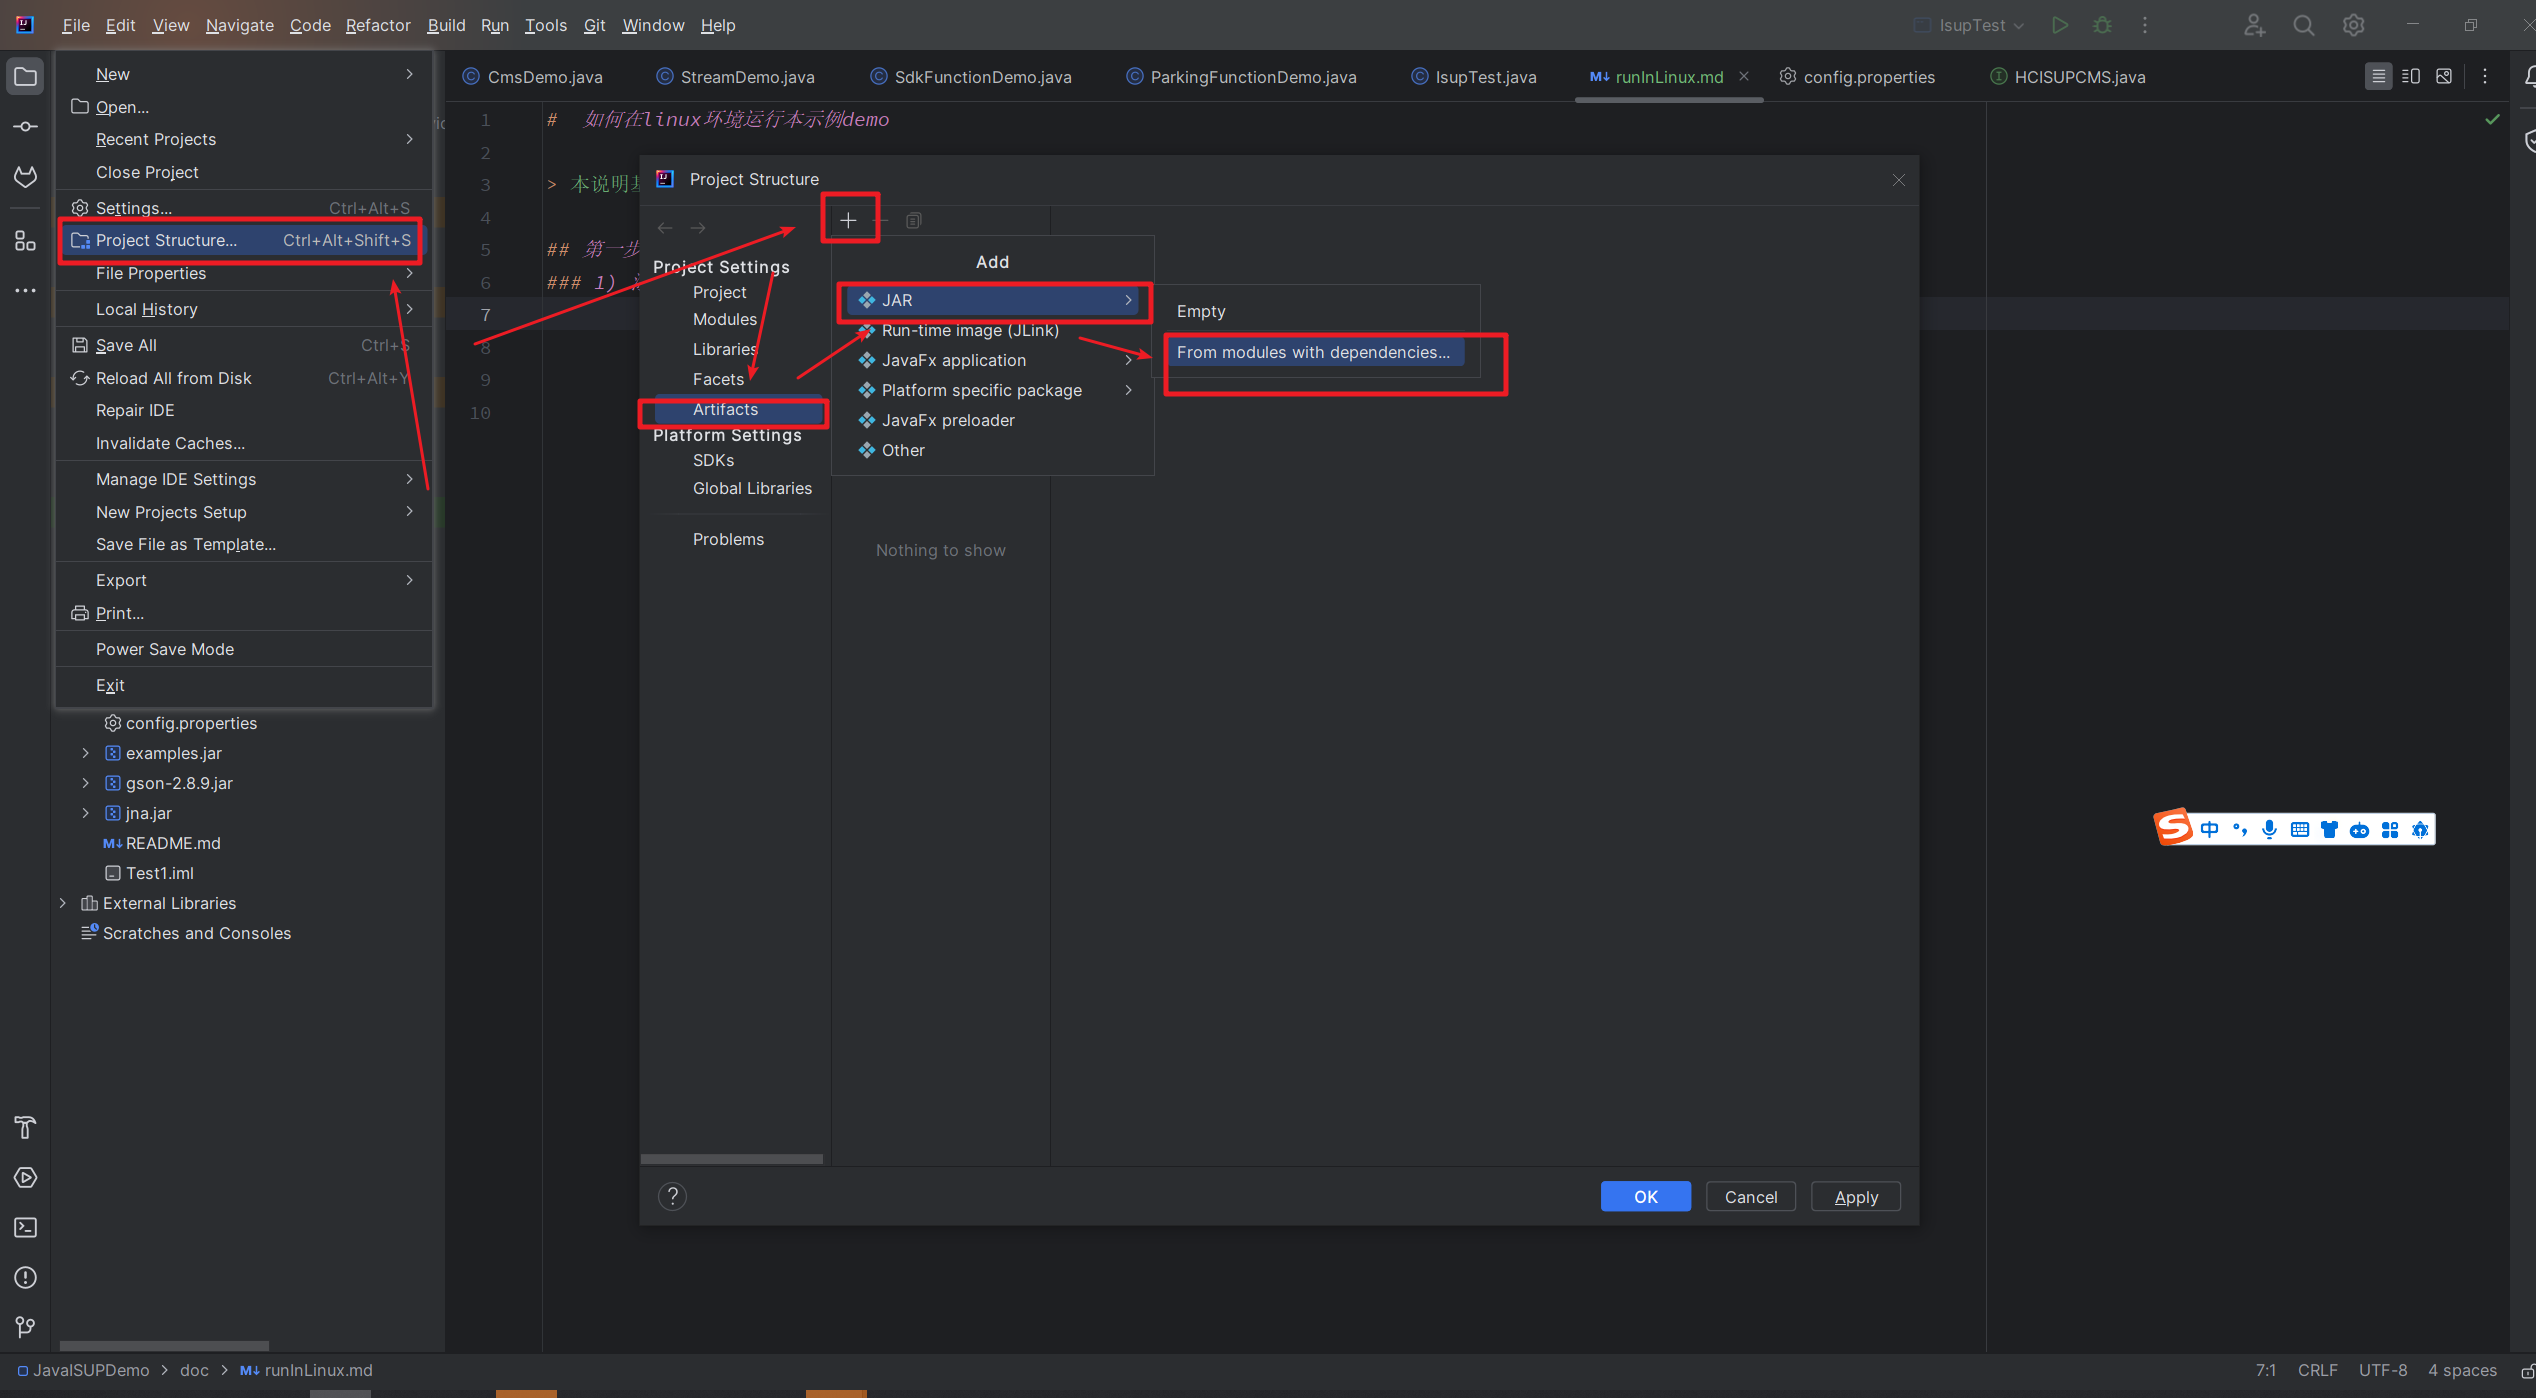 File Edit View Navigate Code Refactor Build Run Tools Git Window Help
IsupTest
New
Open...
Recent Projects
Close Project
Settings... Ctrl+Alt+S
Project Structure... Ctrl+Alt+Shift+S
File Properties
Local History
Save All Ctrl+S
Reload All from Disk Ctrl+Alt+Y
Repair IDE
Invalidate Caches...
Manage IDE Settings
New Projects Setup
Save File as Template...
Export
Print...
Power Save Mode
Exit
config.properties
examples.jar
gson-2.8.9.jar
jna.jar
README.md
Test1.iml
External Libraries
Scratches and Consoles
CmsDemo.java StreamDemo.java SdkFunctionDemo.java ParkingFunctionDemo.java IsupTest.java runInLinux.md config.properties HCISUPCMS.java
1 # 如何在linux环境运行本示例demo
2
3 > 本说明
4
5 ## 第一步
6 ### 1)
7
8
9
10
Project Structure
Project Settings
Project
Modules
Libraries
Facets
Artifacts
Platform Settings
SDKs
Global Libraries
Problems
Add
JAR
Run-time image (JLink)
JavaFx application
Platform specific package
JavaFx preloader
Other
Empty
From modules with dependencies...
Nothing to show
? OK Cancel Apply
中
JavaISUPDemo > doc > runInLinux.md
7:1 CRLF UTF-8 4 spaces